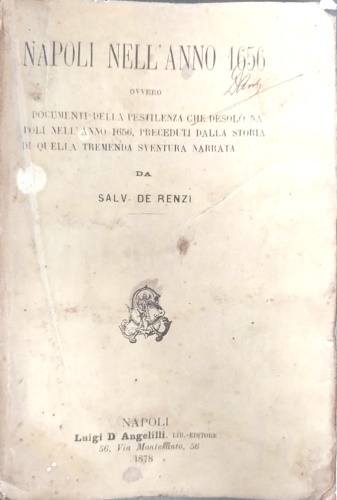 NAPOLI NELL'ANNO 1656
OVVERO
DOCUMENTI DELLA PESTILENZA CHE DESOLÒ NA-
POLI NELL'ANNO 1656, PRECEDUTI DALLA STORIA
DI QUELLA TREMENDA SVENTURA NARRATA
DA
SALV. DE RENZI
NAPOLI
Luigi D'Angelilli. LIB.-EDITORE
56, Via Montoliveto, 56
1878